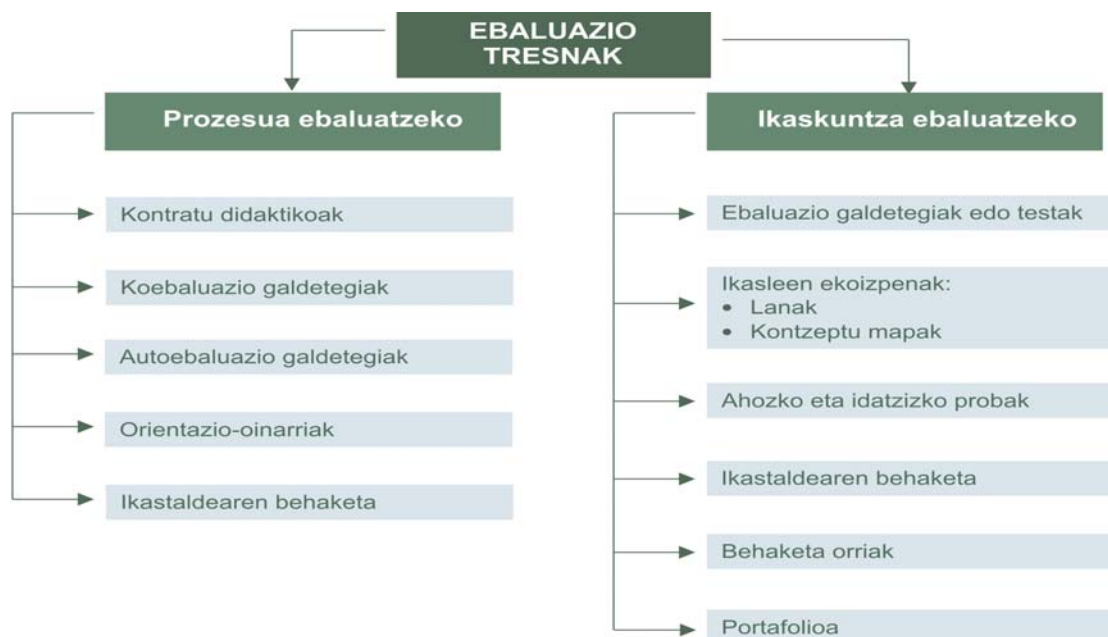 EBALUAZIO
TRESNAK
Prozesua ebaluatzeko
Kontratu didaktikoak
Koebaluazio galdetegiak
Autoebaluazio galdetegiak
Orientazio-oinarriak
Ikastaldearen behaketa
Ikaskuntza ebaluatzeko
Ebaluazio galdetegiak edo testak
Ikasleen ekoizpenak:
• Lanak
• Kontzeptu mapak
Ahozko eta idatzizko probak
Ikastaldearen behaketa
Behaketa orriak
Portafolioa